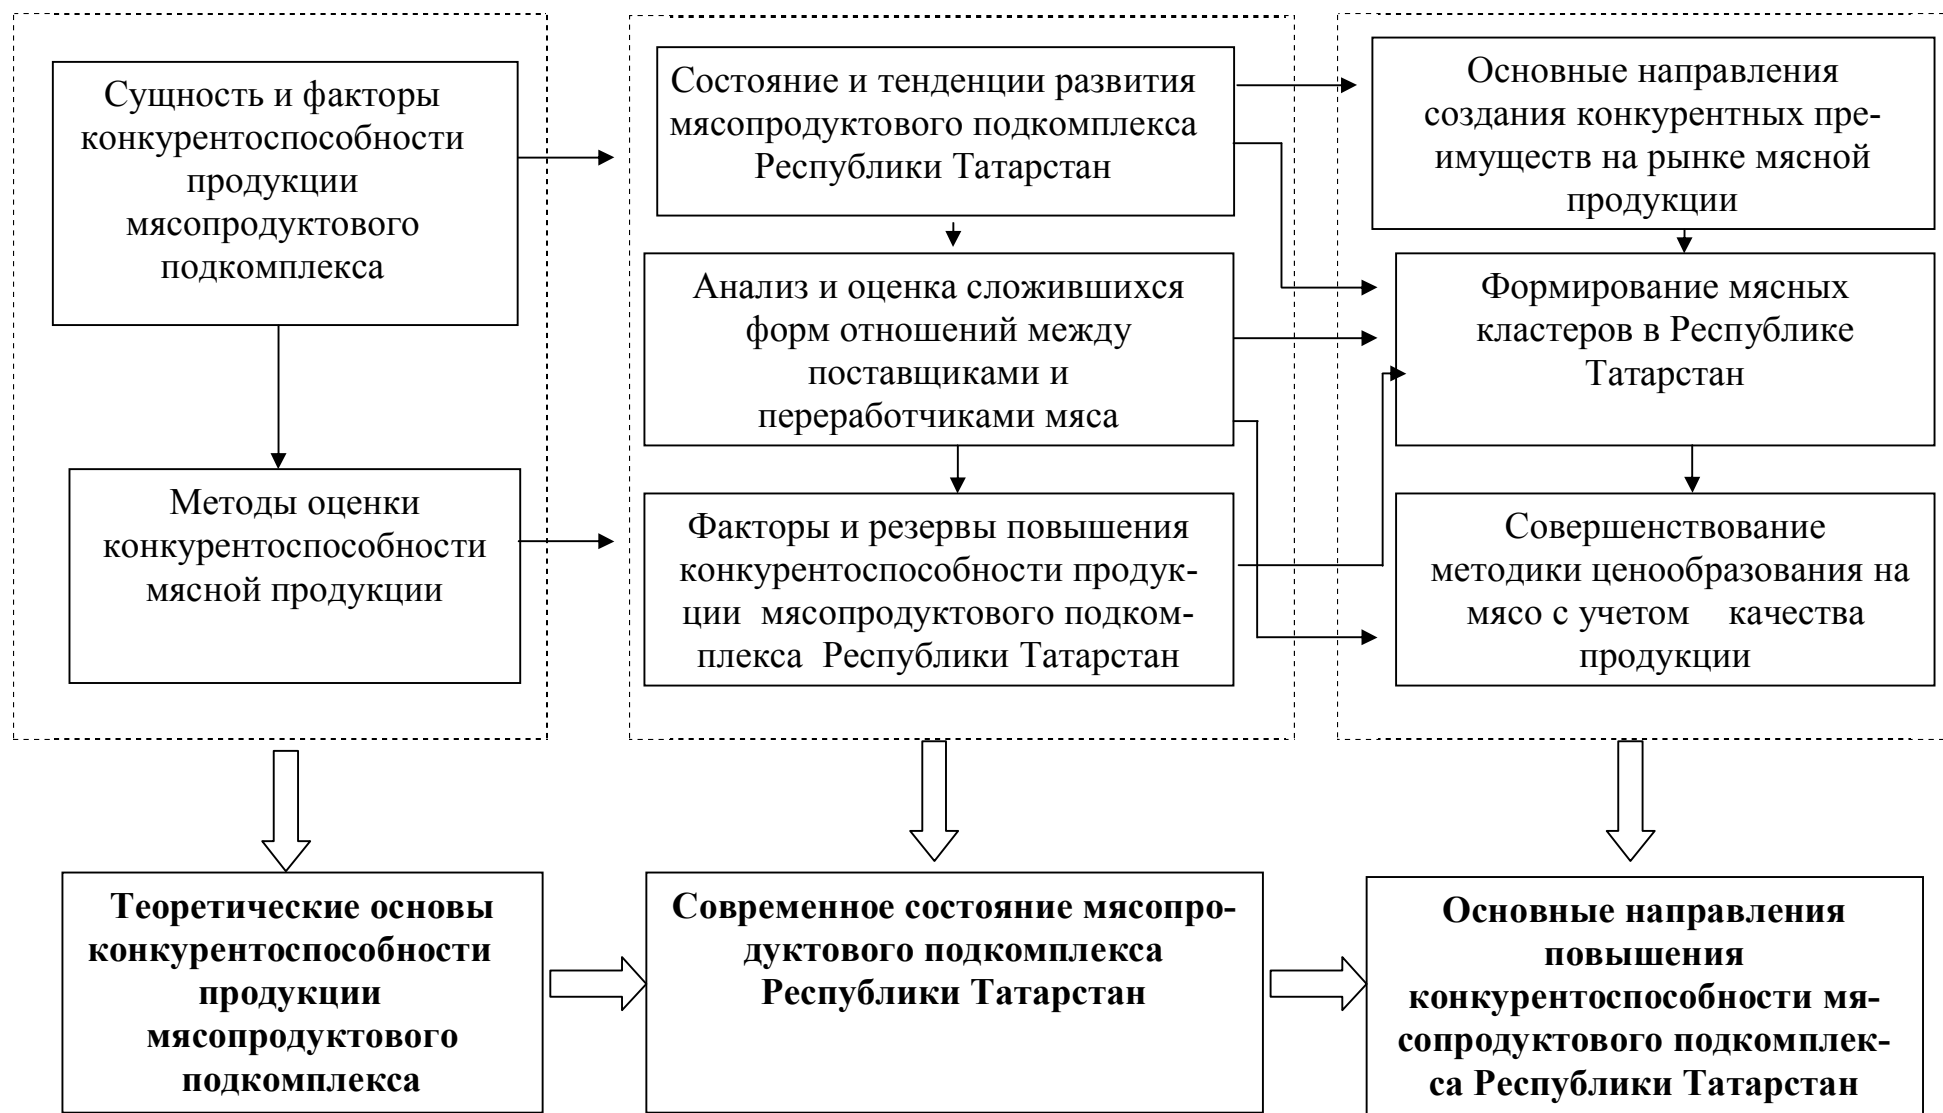 Сущность и факторы
конкурентоспособности
продукции
мясопродуктового
подкомплекса
Методы оценки
конкурентоспособности
мясной продукции
Состояние и тенденции развития
мясопродуктового подкомплекса
Республики Татарстан
Анализ и оценка сложившихся
форм отношений между
поставщиками и
переработчиками мяса
Факторы и резервы повышения
конкурентоспособности продук-
ции мясопродуктового подком-
плекса Республики Татарстан
Основные направления
создания конкурентных пре-
имуществ на рынке мясной
продукции
Формирование мясных
кластеров в Республике
Татарстан
Совершенствование
методики ценообразования на
мясо с учетом качества
продукции
Теоретические основы
конкурентоспособности
продукции
мясопродуктового
подкомплекса
Современное состояние мясопро-
дуктового подкомплекса
Республики Татарстан
Основные направления
повышения
конкурентоспособности мя-
сопродуктового подкомплек-
са Республики Татарстан